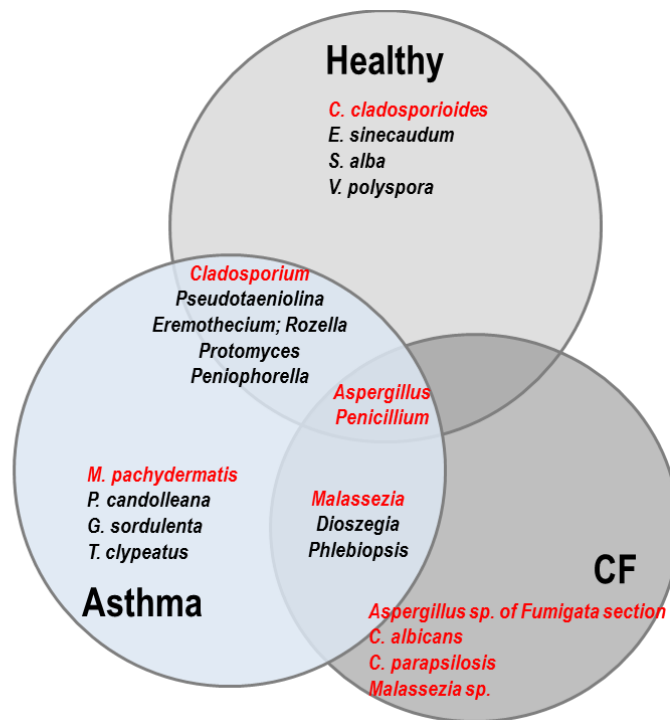 Healthy
C. cladosporioides
E. sinecaudum
S. alba
V. polyspora
Cladosporium
Pseudotaeniolina
Eremothecium; Rozella
Protomyces
Peniophorella
Aspergillus
Penicillium
M. pachydermatis
P. candolleana
G. sordulenta
T. clypeatus
Malassezia
Dioszegia
Phlebiopsis
Asthma
CF
Aspergillus sp. of Fumigata section
C. albicans
C. parapsilosis
Malassezia sp.